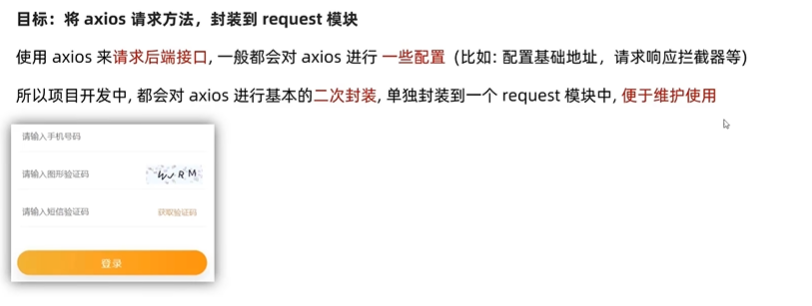 目标：将 axios 请求方法，封装到 request 模块
使用 axios 来请求后端接口, 一般都会对 axios 进行 一些配置 (比如: 配置基础地址，请求响应拦截器等)
所以项目开发中, 都会对 axios 进行基本的二次封装, 单独封装到一个 request 模块中, 便于维护使用
请输入手机号码
请输入图形验证码
请输入短信验证码 获取验证码
登录